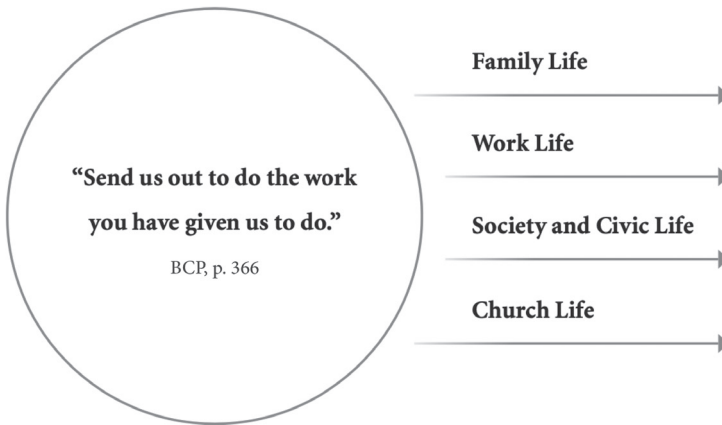 “Send us out to do the work
you have given us to do.”
BCP, p. 366
Family Life
Work Life
Society and Civic Life
Church Life